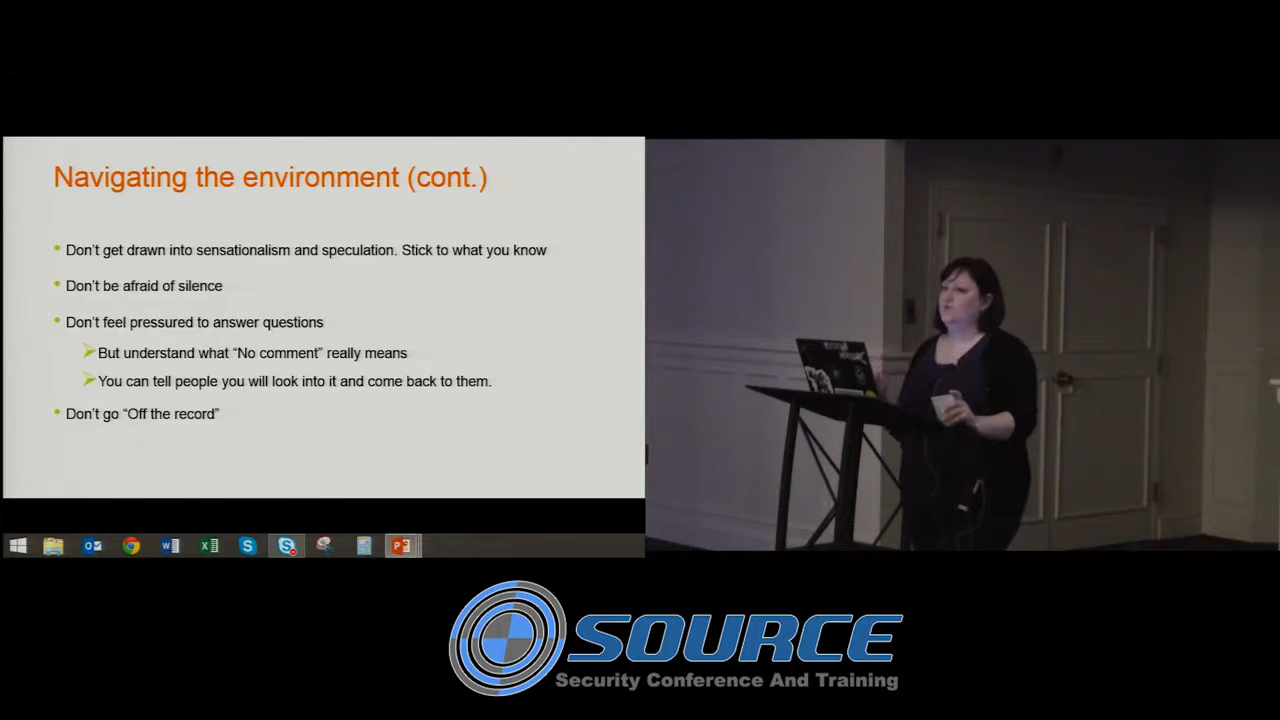 Navigating the environment (cont.)
• Don’t get drawn into sensationalism and speculation. Stick to what you know
• Don’t be afraid of silence
• Don’t feel pressured to answer questions
➢ But understand what “No comment” really means
➢ You can tell people you will look into it and come back to them.
• Don’t go “Off the record”
SOURCE
Security Conference And Training